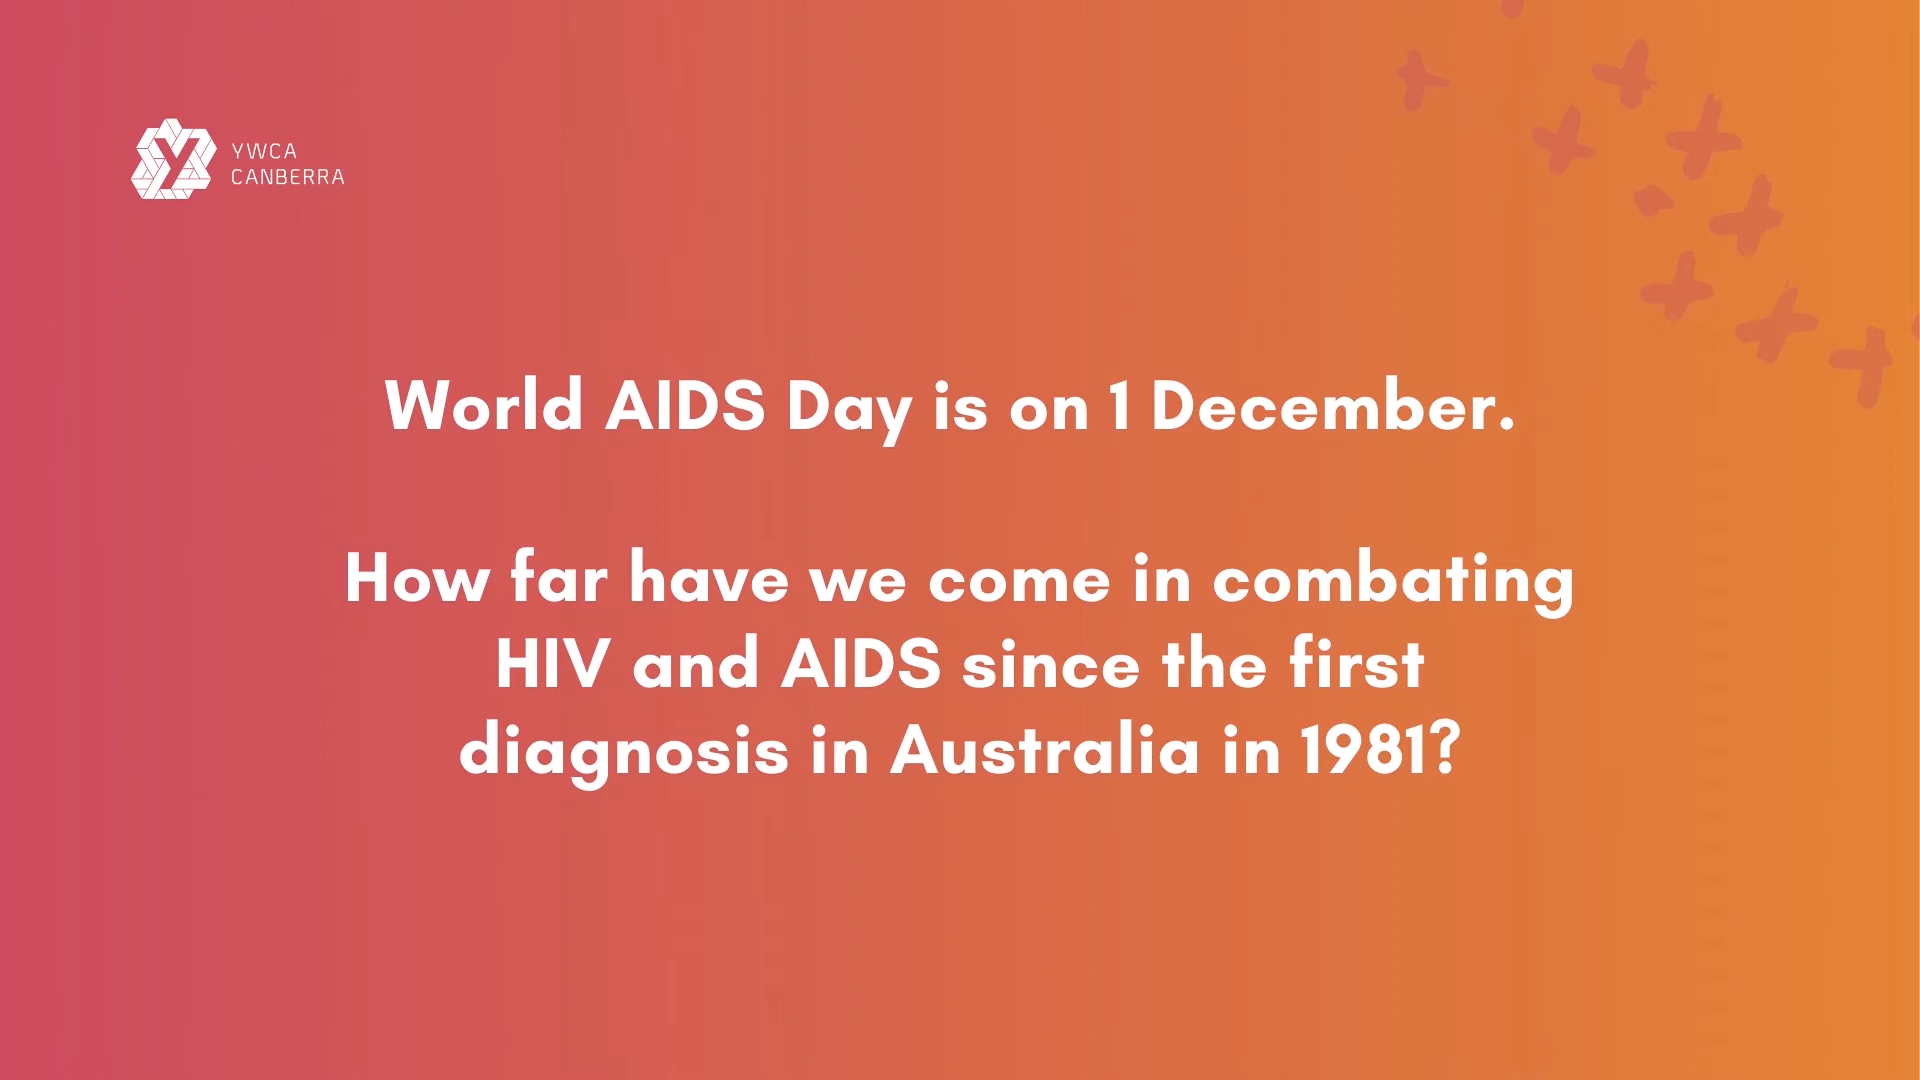 YWCA
CANBERRA
World AIDS Day is on 1 December.
How far have we come in combating
HIV and AIDS since the first
diagnosis in Australia in 1981?